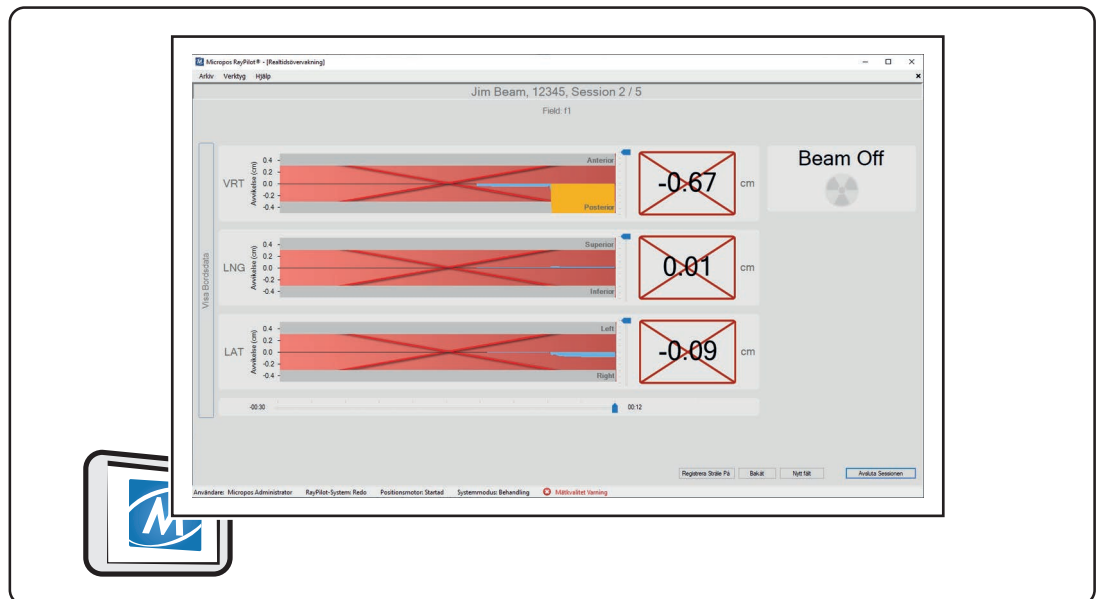 Micropos RayPilot® - [Realtidsövervakning]
Arkiv Verktyg Hjälp
Jim Beam, 12345, Session 2 / 5
Field: f1
Visa Bordsdata
VRT
Avvikelse (cm)
0.4
0.2
0.0
-0.2
-0.4
Anterior
Posterior
-0.67 cm
Beam Off
LNG
Avvikelse (cm)
0.4
0.2
0.0
-0.2
-0.4
Superior
Inferior
0.01 cm
LAT
Avvikelse (cm)
0.4
0.2
0.0
-0.2
-0.4
Left
Right
-0.09 cm
-00:30 00:12
Registrera Stråle På Bakåt Nytt fält Avsluta Sessionen
Användare: Micropos Administrator RayPilot-System: Redo Positionsmotor: Startad Systemmodus: Behandling Mätkvalitet Varning
M